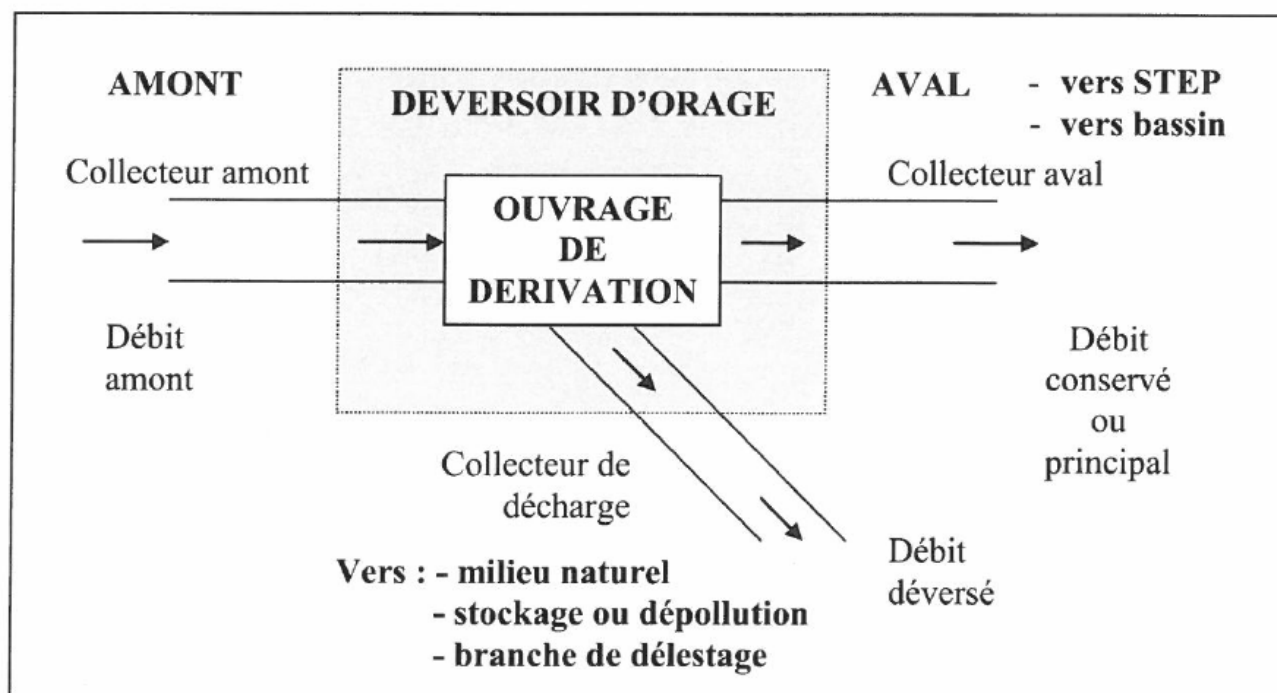 AMONT
DEVERSOIR D'ORAGE
AVAL - vers STEP
- vers bassin
Collecteur amont
Collecteur aval
OUVRAGE
DE
DERIVATION
Débit
amont
Débit
conservé
ou
principal
Collecteur de
décharge
Débit
déversé
Vers : - milieu naturel
- stockage ou dépollution
- branche de délestage